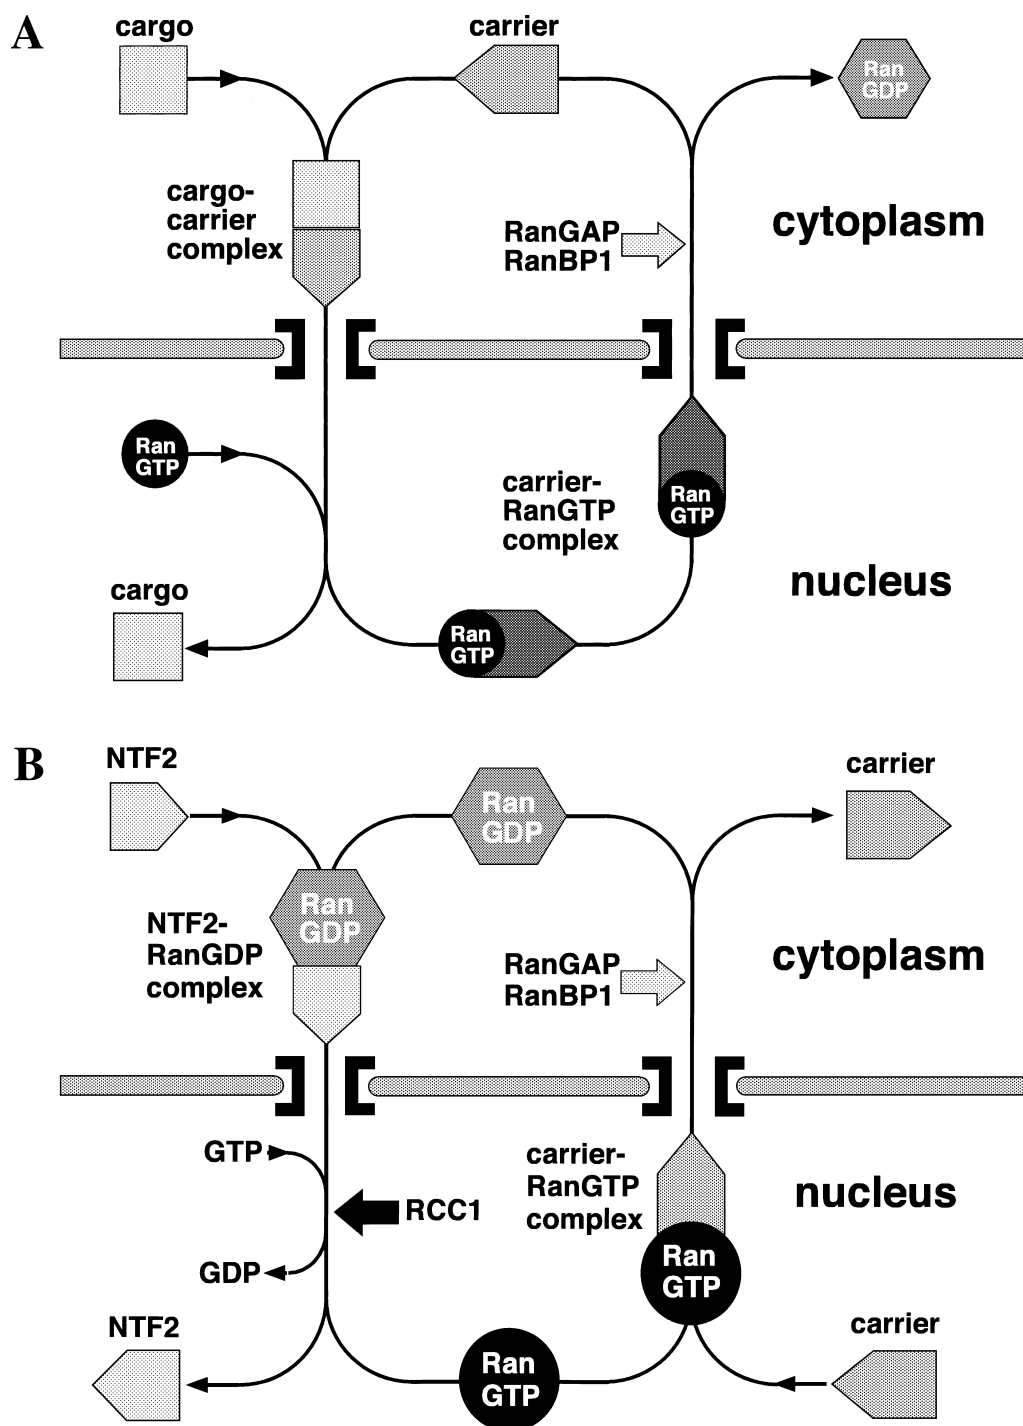 A
cargo
carrier
Ran
GDP
cargo-
carrier
complex
RanGAP
RanBP1
cytoplasm
Ran
GTP
carrier-
RanGTP
complex
Ran
GTP
nucleus
cargo
Ran
GTP
B
NTF2
carrier
Ran
GDP
Ran
GDP
NTF2-
RanGDP
complex
RanGAP
RanBP1
cytoplasm
GTP
RCC1
GDP
carrier-
RanGTP
complex
nucleus
Ran
GTP
NTF2
carrier
Ran
GTP